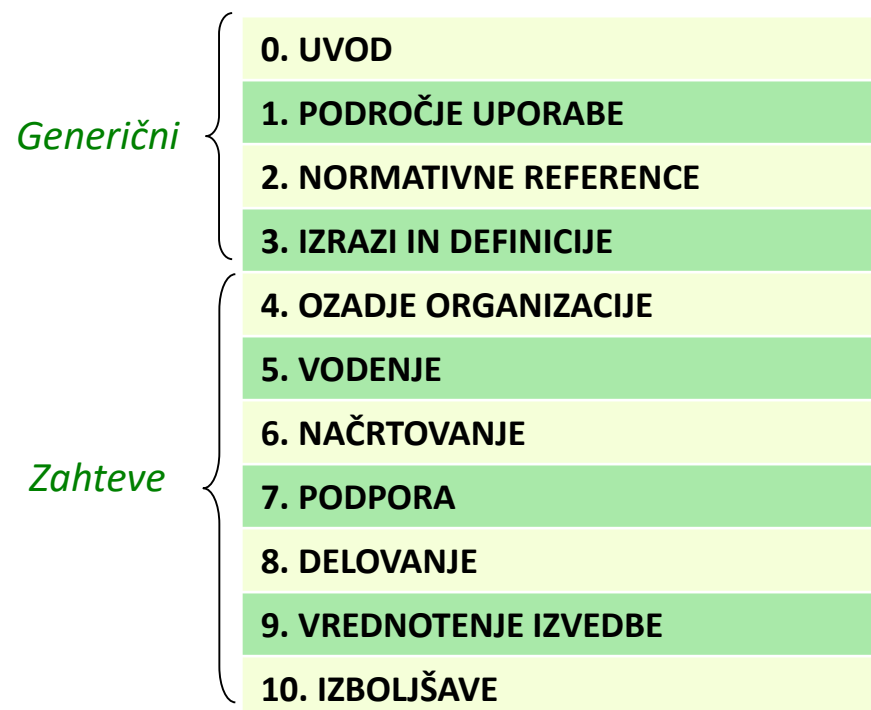 Generični
0. UVOD
1. PODROČJE UPORABE
2. NORMATIVNE REFERENCE
3. IZRAZI IN DEFINICIJE
Zahteve
4. OZADJE ORGANIZACIJE
5. VODENJE
6. NAČRTOVANJE
7. PODPORA
8. DELOVANJE
9. VREDNOTENJE IZVEDBE
10. IZBOLJŠAVE